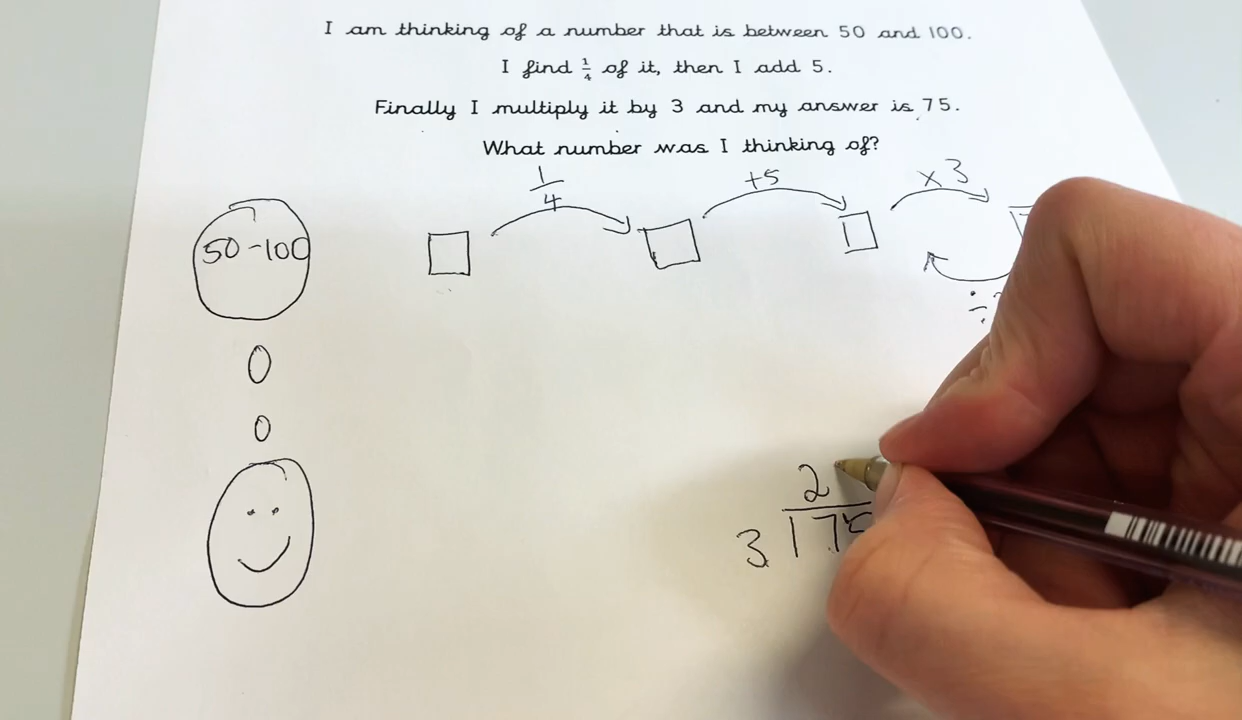 I am thinking of a number that is between 50 and 100.
I find 1/4 of it, then I add 5.
Finally I multiply it by 3 and my answer is 75.
What number was I thinking of?
1/4
+5
x3
50-100
÷
2
3 7